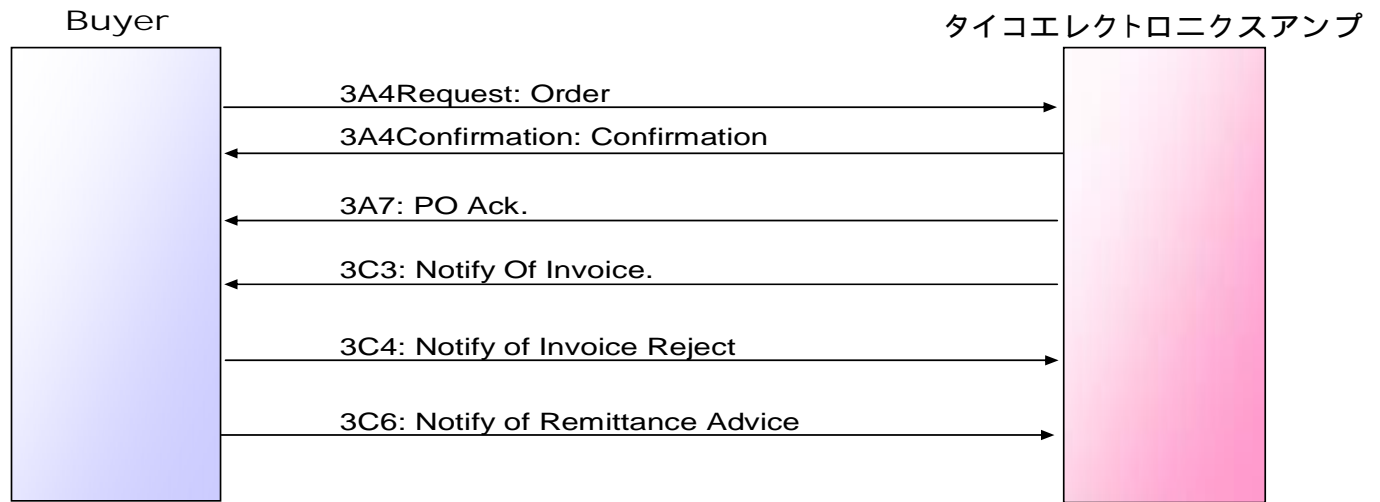 Buyer
タイコエレクトロニクスアンプ
3A4Request: Order
3A4Confirmation: Confirmation
3A7: PO Ack.
3C3: Notify Of Invoice.
3C4: Notify of Invoice Reject
3C6: Notify of Remittance Advice